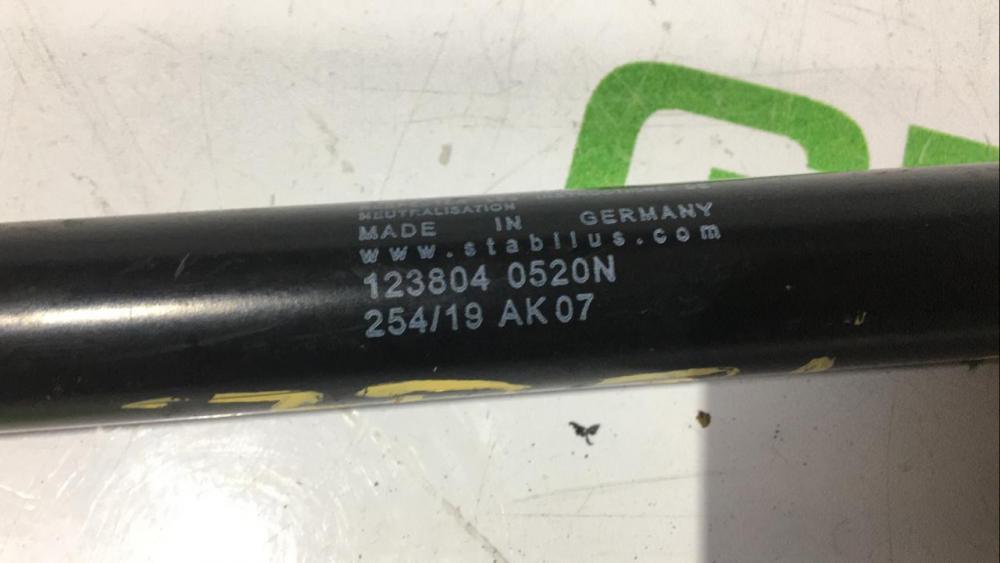 NEUTRALISATION
MADE IN GERMANY
www.stabilus.com
123804 0520N
254/19 AK07